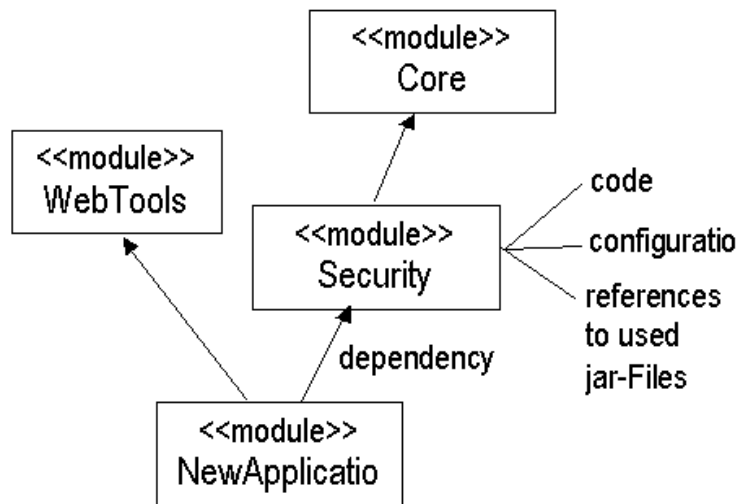 <<module>>
Core
<<module>>
WebTools
<<module>>
Security
code
configuratio
references
to used
jar-Files
dependency
<<module>>
NewApplicatio